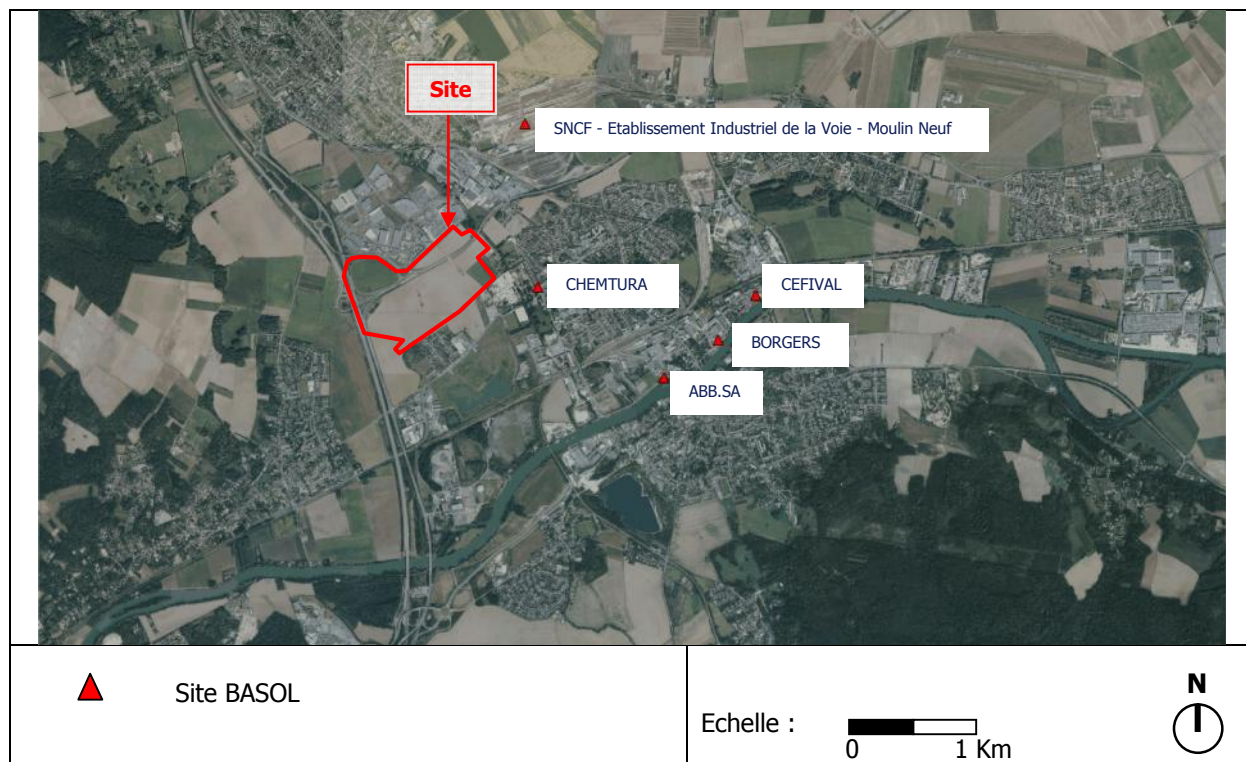 Site
SNCF - Etablissement Industriel de la Voie - Moulin Neuf
CHEMTURA
CEFIVAL
BORGERS
ABB.SA
Site BASOL
Echelle :
0 1 Km
N